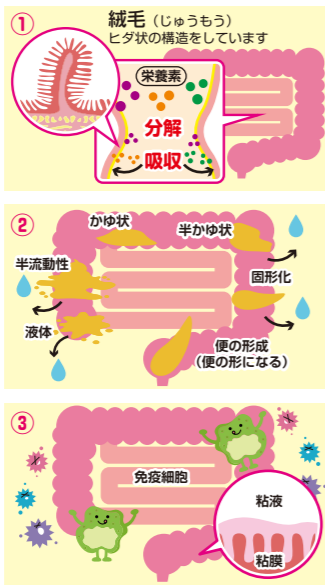 ①
絨毛（じゅうもう）
ヒダ状の構造をしています
栄養素
分解
吸収
②
かゆ状
半かゆ状
半流動性
固形化
液体
便の形成
（便の形になる）
③
免疫細胞
粘液
粘膜